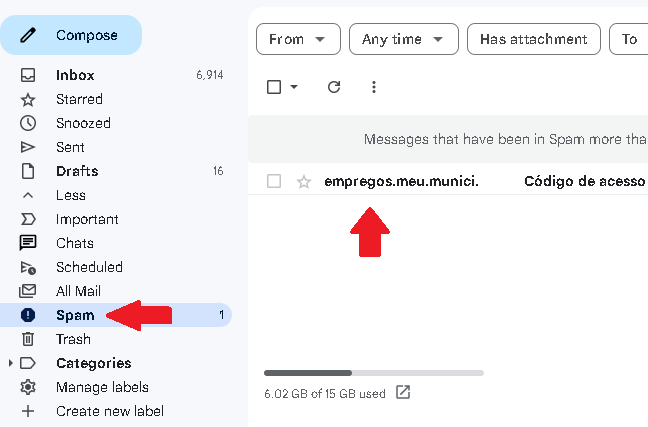 Compose
Inbox 6,914
Starred
Snoozed
Sent
Drafts 16
Less
Important
Chats
Scheduled
All Mail
Spam 1
Trash
Categories
Manage labels
Create new label
From Any time Has attachment To
Messages that have been in Spam more tha
empregos.meu.munici. Código de acesso
6.02 GB of 15 GB used